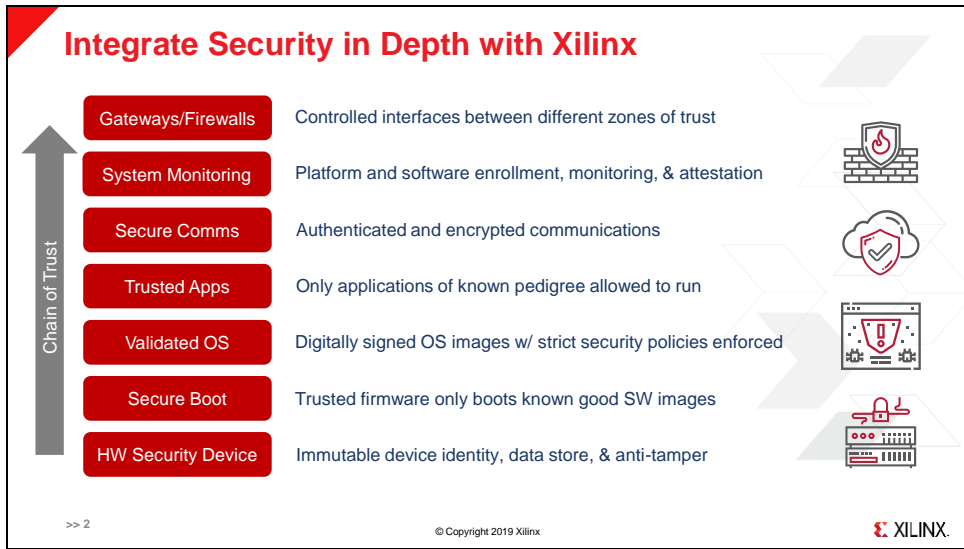 Integrate Security in Depth with Xilinx
Chain of Trust
Gateways/Firewalls
Controlled interfaces between different zones of trust
System Monitoring
Platform and software enrollment, monitoring, & attestation
Secure Comms
Authenticated and encrypted communications
Trusted Apps
Only applications of known pedigree allowed to run
Validated OS
Digitally signed OS images w/ strict security policies enforced
Secure Boot
Trusted firmware only boots known good SW images
HW Security Device
Immutable device identity, data store, & anti-tamper
>> 2
© Copyright 2019 Xilinx
XILINX.